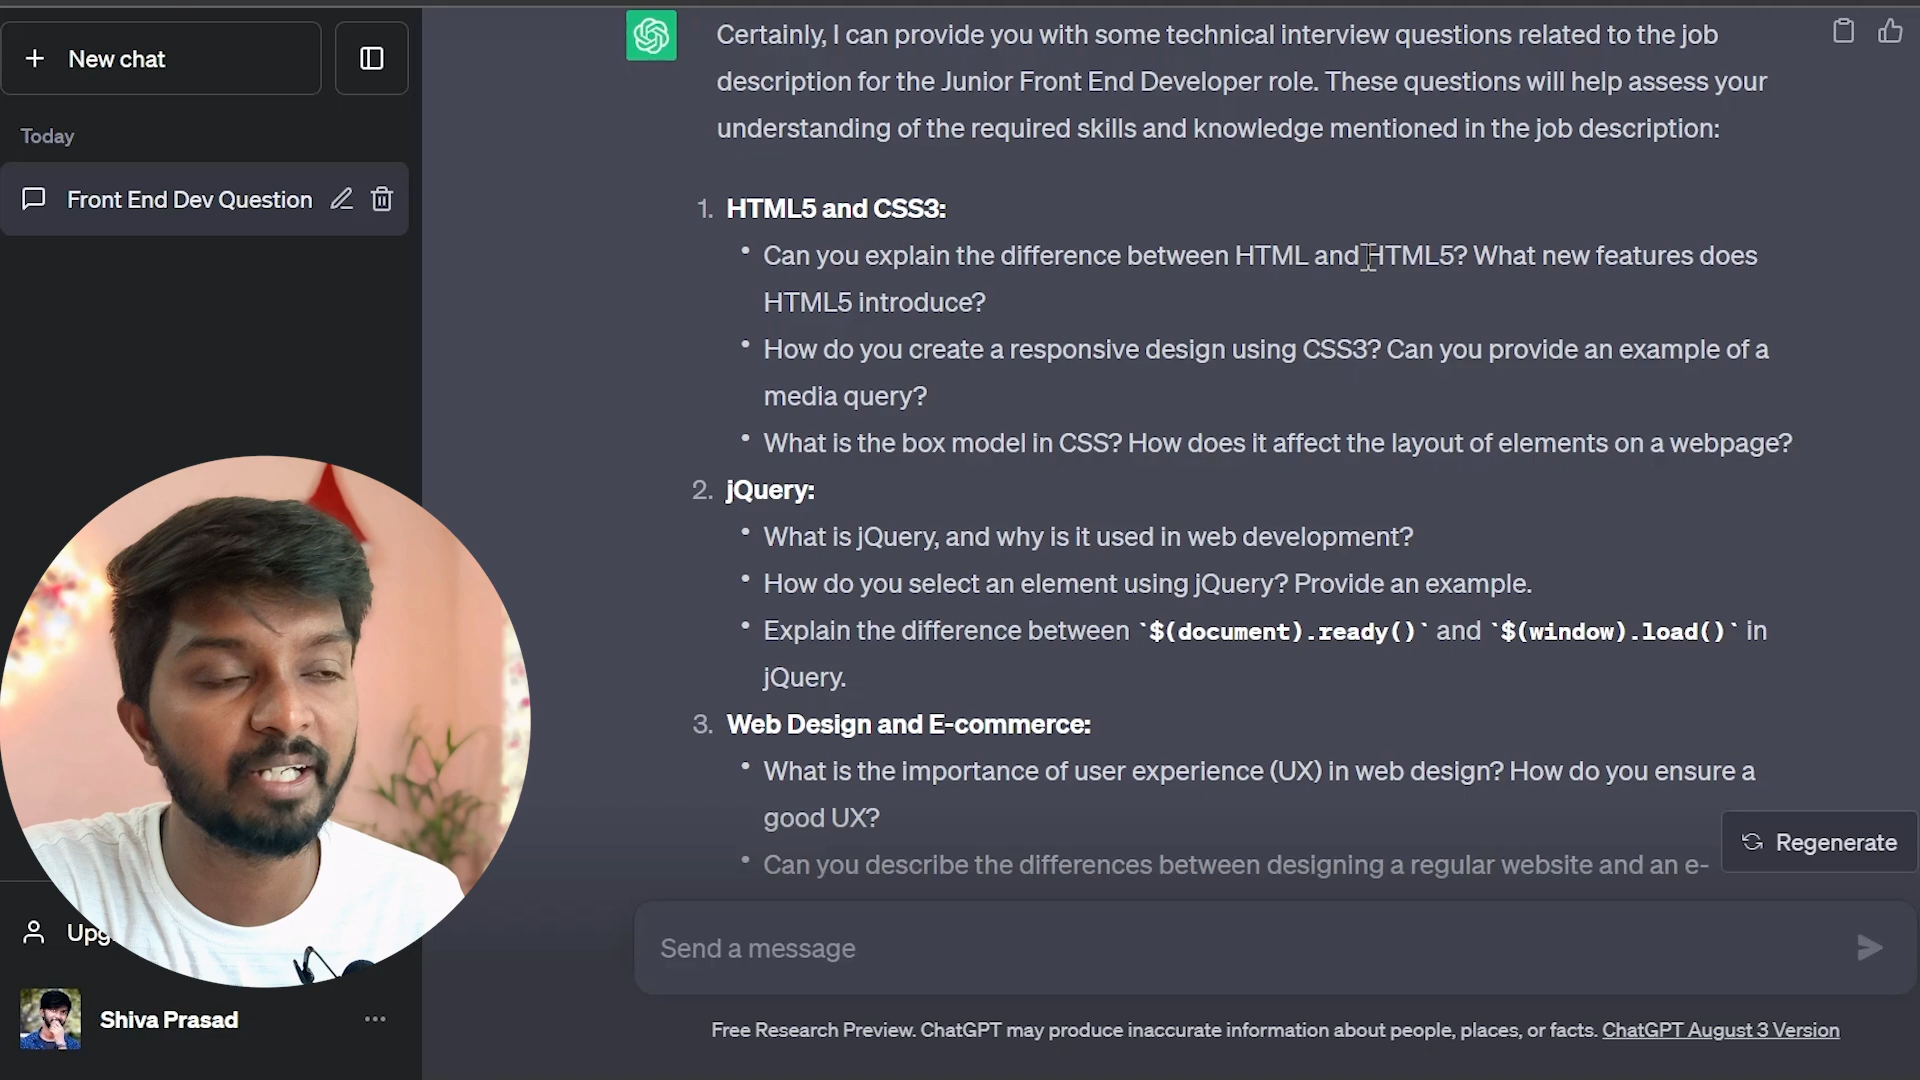 New chat
Today
Front End Dev Question
Certainly, I can provide you with some technical interview questions related to the job
description for the Junior Front End Developer role. These questions will help assess your
understanding of the required skills and knowledge mentioned in the job description:
1. HTML5 and CSS3:
• Can you explain the difference between HTML and HTML5? What new features does
HTML5 introduce?
• How do you create a responsive design using CSS3? Can you provide an example of a
media query?
• What is the box model in CSS? How does it affect the layout of elements on a webpage?
2. jQuery:
• What is jQuery, and why is it used in web development?
• How do you select an element using jQuery? Provide an example.
• Explain the difference between `$(document).ready()` and `$(window).load()` in
jQuery.
3. Web Design and E-commerce:
• What is the importance of user experience (UX) in web design? How do you ensure a
good UX?
• Can you describe the differences between designing a regular website and an e-
Regenerate
Send a message
Free Research Preview. ChatGPT may produce inaccurate information about people, places, or facts. ChatGPT August 3 Version
Upg
Shiva Prasad